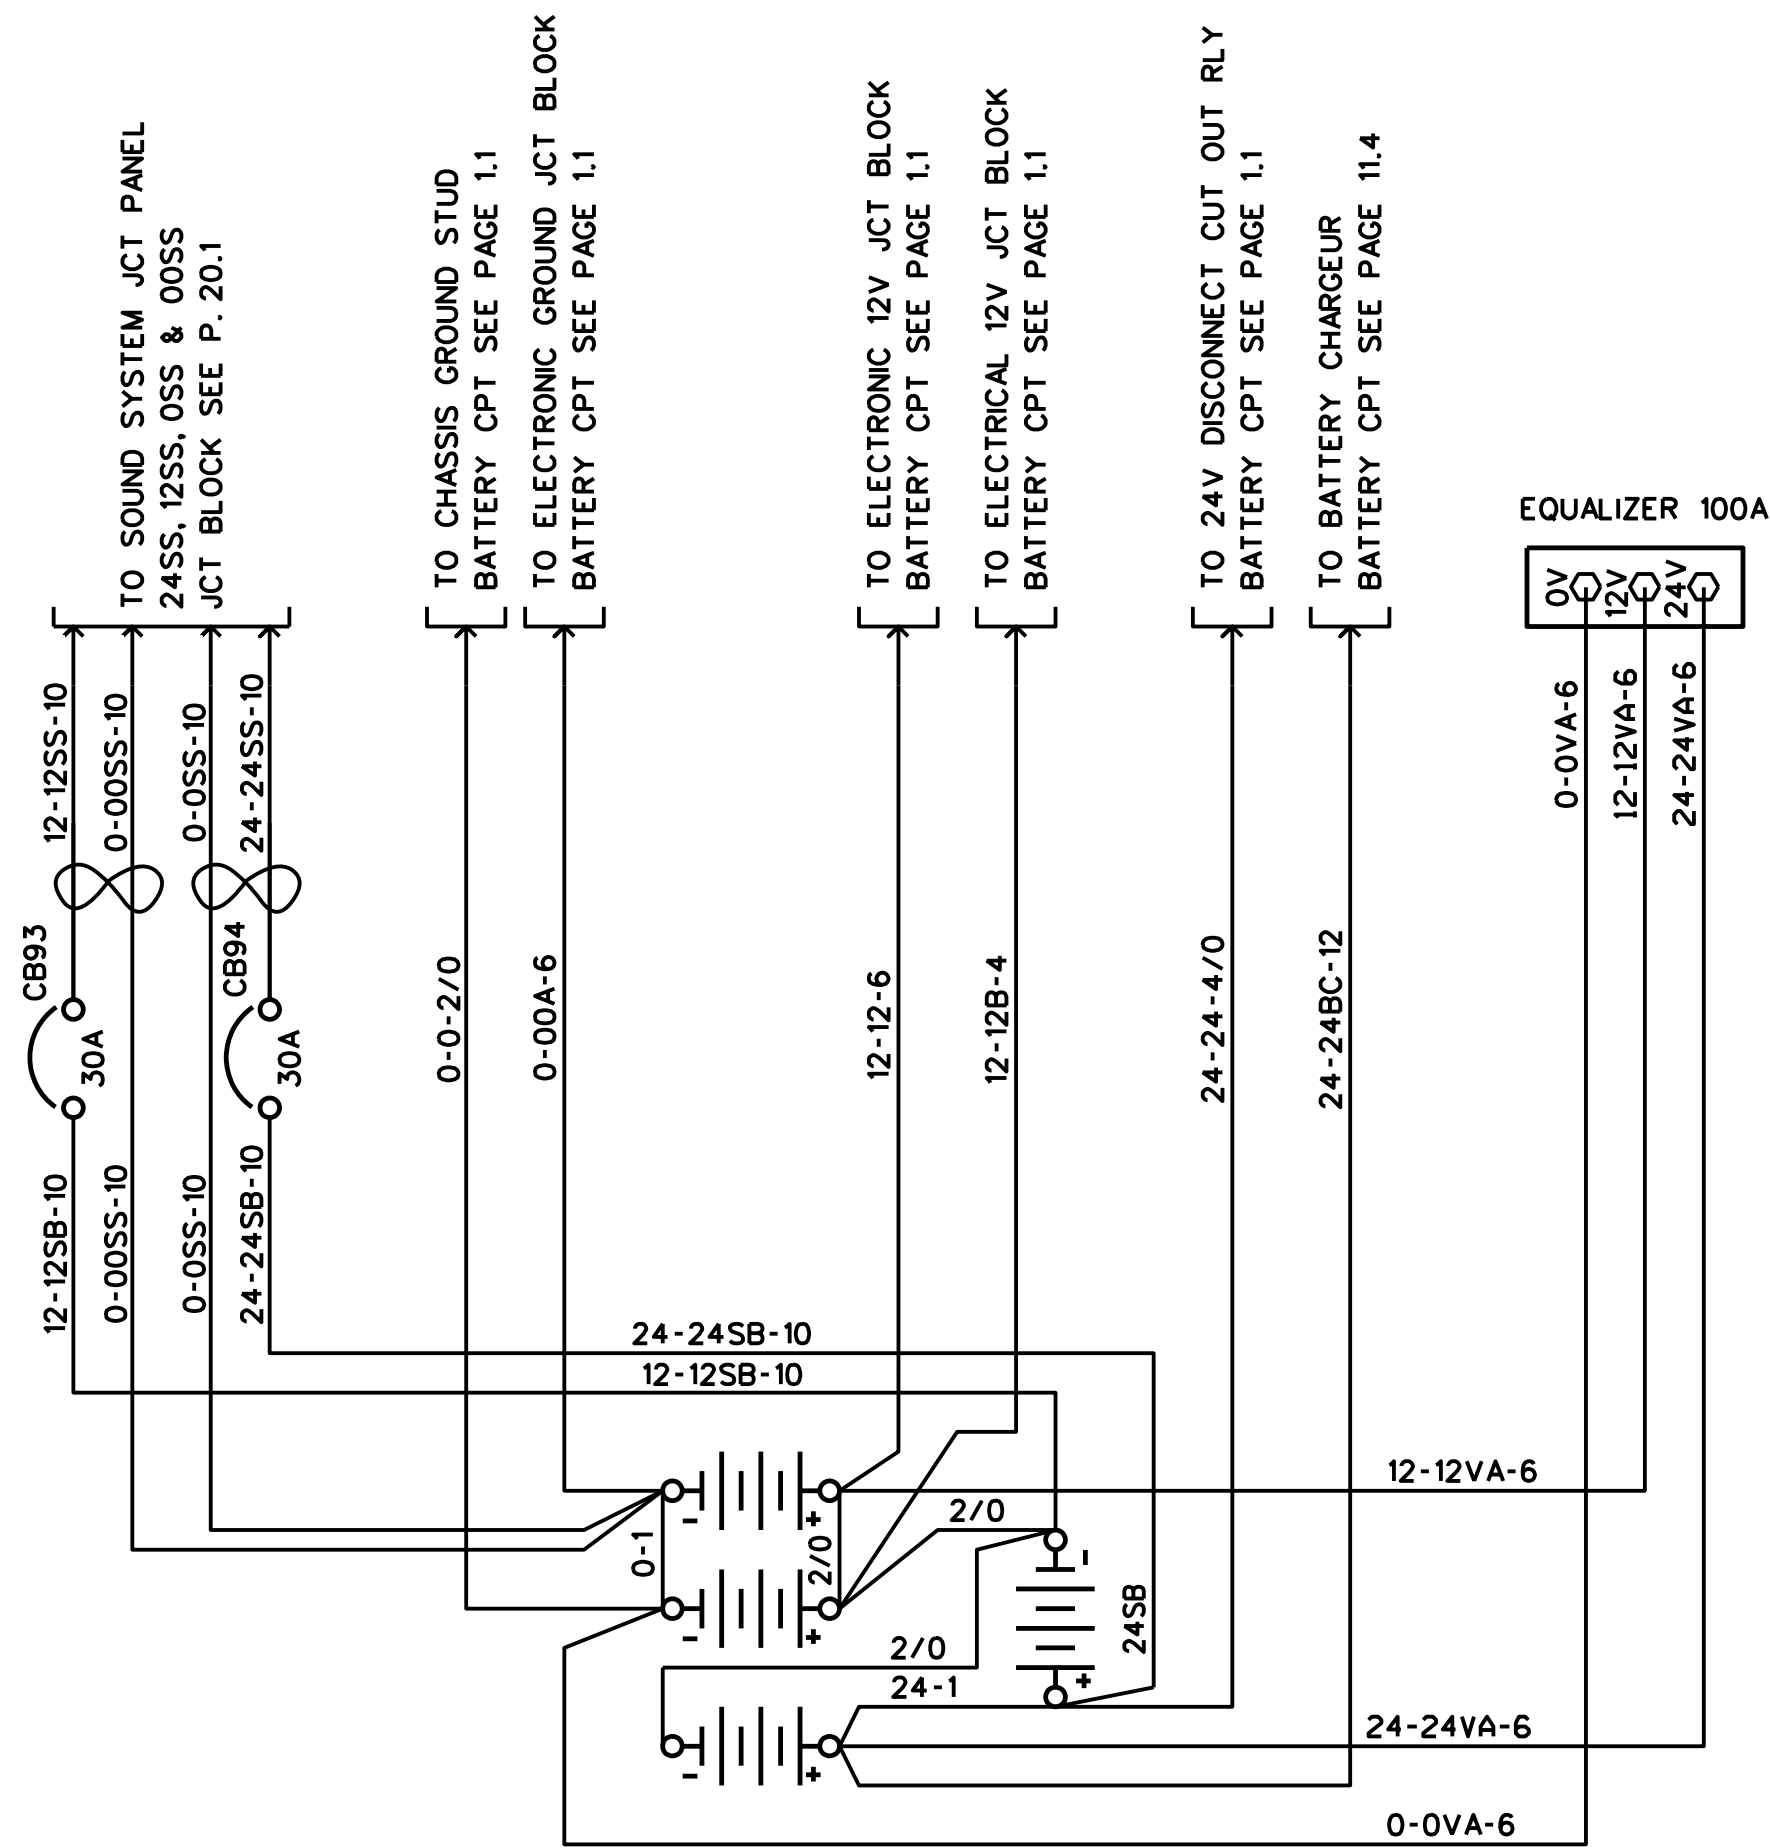 TO SOUND SYSTEM JCT PANEL
24SS, 12SS, 0SS & 00SS
JCT BLOCK SEE P. 20.1
TO CHASSIS GROUND STUD
BATTERY CPT SEE PAGE 1.1
TO ELECTRONIC GROUND JCT BLOCK
BATTERY CPT SEE PAGE 1.1
TO ELECTRONIC 12V JCT BLOCK
BATTERY CPT SEE PAGE 1.1
TO ELECTRICAL 12V JCT BLOCK
BATTERY CPT SEE PAGE 1.1
TO 24V DISCONNECT CUT OUT RLY
BATTERY CPT SEE PAGE 1.1
TO BATTERY CHARGEUR
BATTERY CPT SEE PAGE 11.4
EQUALIZER 100A
0V
12V
24V
12-12SS-10
0-00SS-10
0-0SS-10
24-24SS-10
0-0VA-6
12-12VA-6
24-24VA-6
CB93
30A
CB94
30A
0-0-2/0
0-00A-6
12-12-6
12-12B-4
24-24-4/0
24-24BC-12
12-12SB-10
0-00SS-10
0-0SS-10
24-24SB-10
24-24SB-10
12-12SB-10
12-12VA-6
- +
0-1
2/0
2/0
-
24SB
- +
2/0
+
24-1
24-24VA-6
- +
0-0VA-6